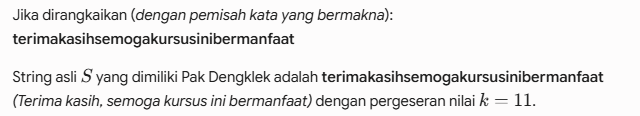 Jika dirangkaikan (dengan pemisah kata yang bermakna):
terimakasihsemogakursusinibermanfaat
String asli S yang dimiliki Pak Dengklek adalah terimakasihsemogakursusinibermanfaat
(Terima kasih, semoga kursus ini bermanfaat) dengan pergeseran nilai k = 11.